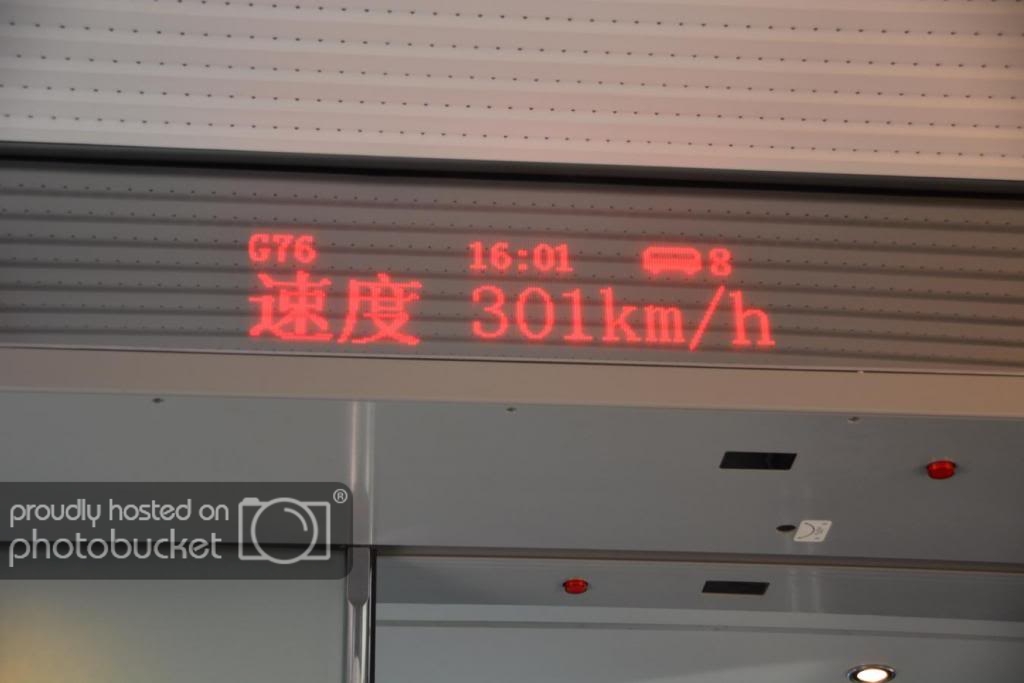 G76 16:01 8
速度 301km/h
proudly hosted on
photobucket ®